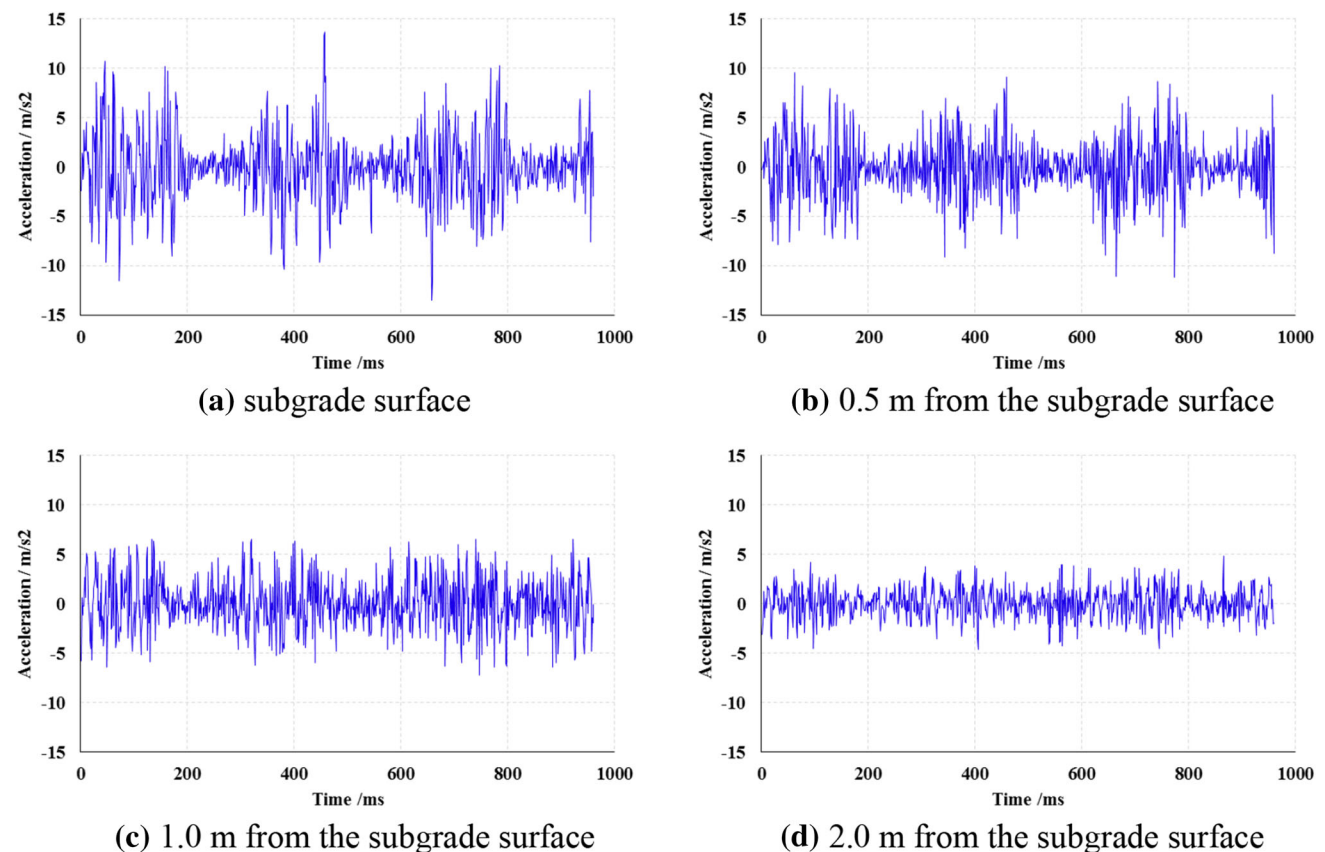 15
10
5
0
-5
-10
-15
Acceleration / m/s2
0 200 400 600 800 1000
Time /ms
(a) subgrade surface
15
10
5
0
-5
-10
-15
Acceleration / m/s2
0 200 400 600 800 1000
Time /ms
(b) 0.5 m from the subgrade surface
15
10
5
0
-5
-10
-15
Acceleration / m/s2
0 200 400 600 800 1000
Time /ms
(c) 1.0 m from the subgrade surface
15
10
5
0
-5
-10
-15
Acceleration / m/s2
0 200 400 600 800 1000
Time /ms
(d) 2.0 m from the subgrade surface